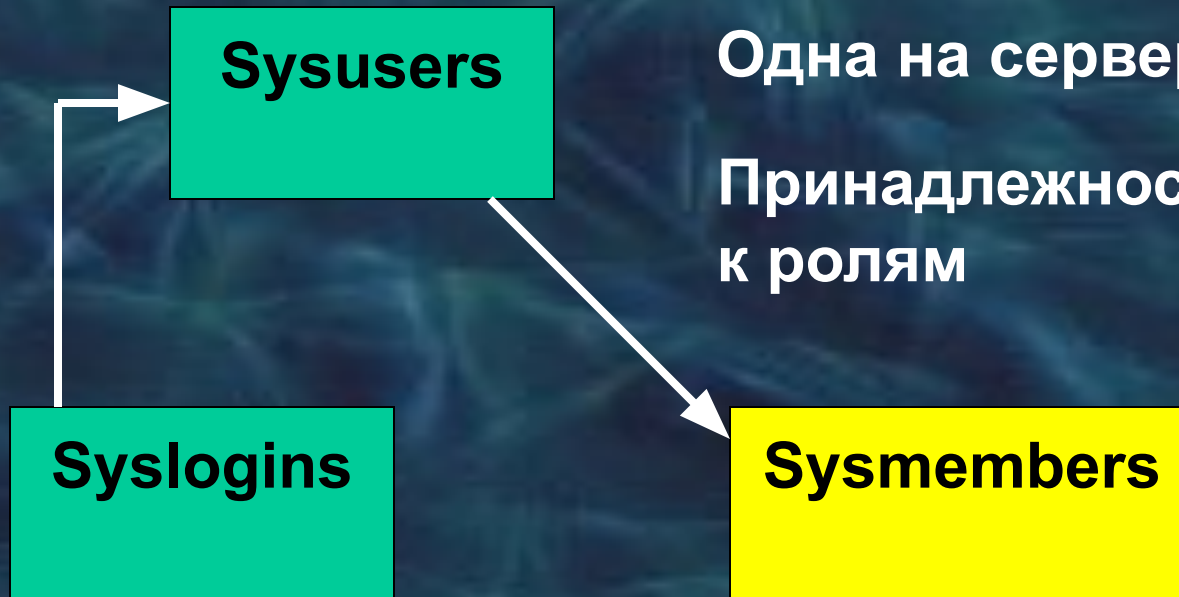 Sysusers
Одна на сервер
Принадлежнос
к ролям
Syslogins
Sysmembers